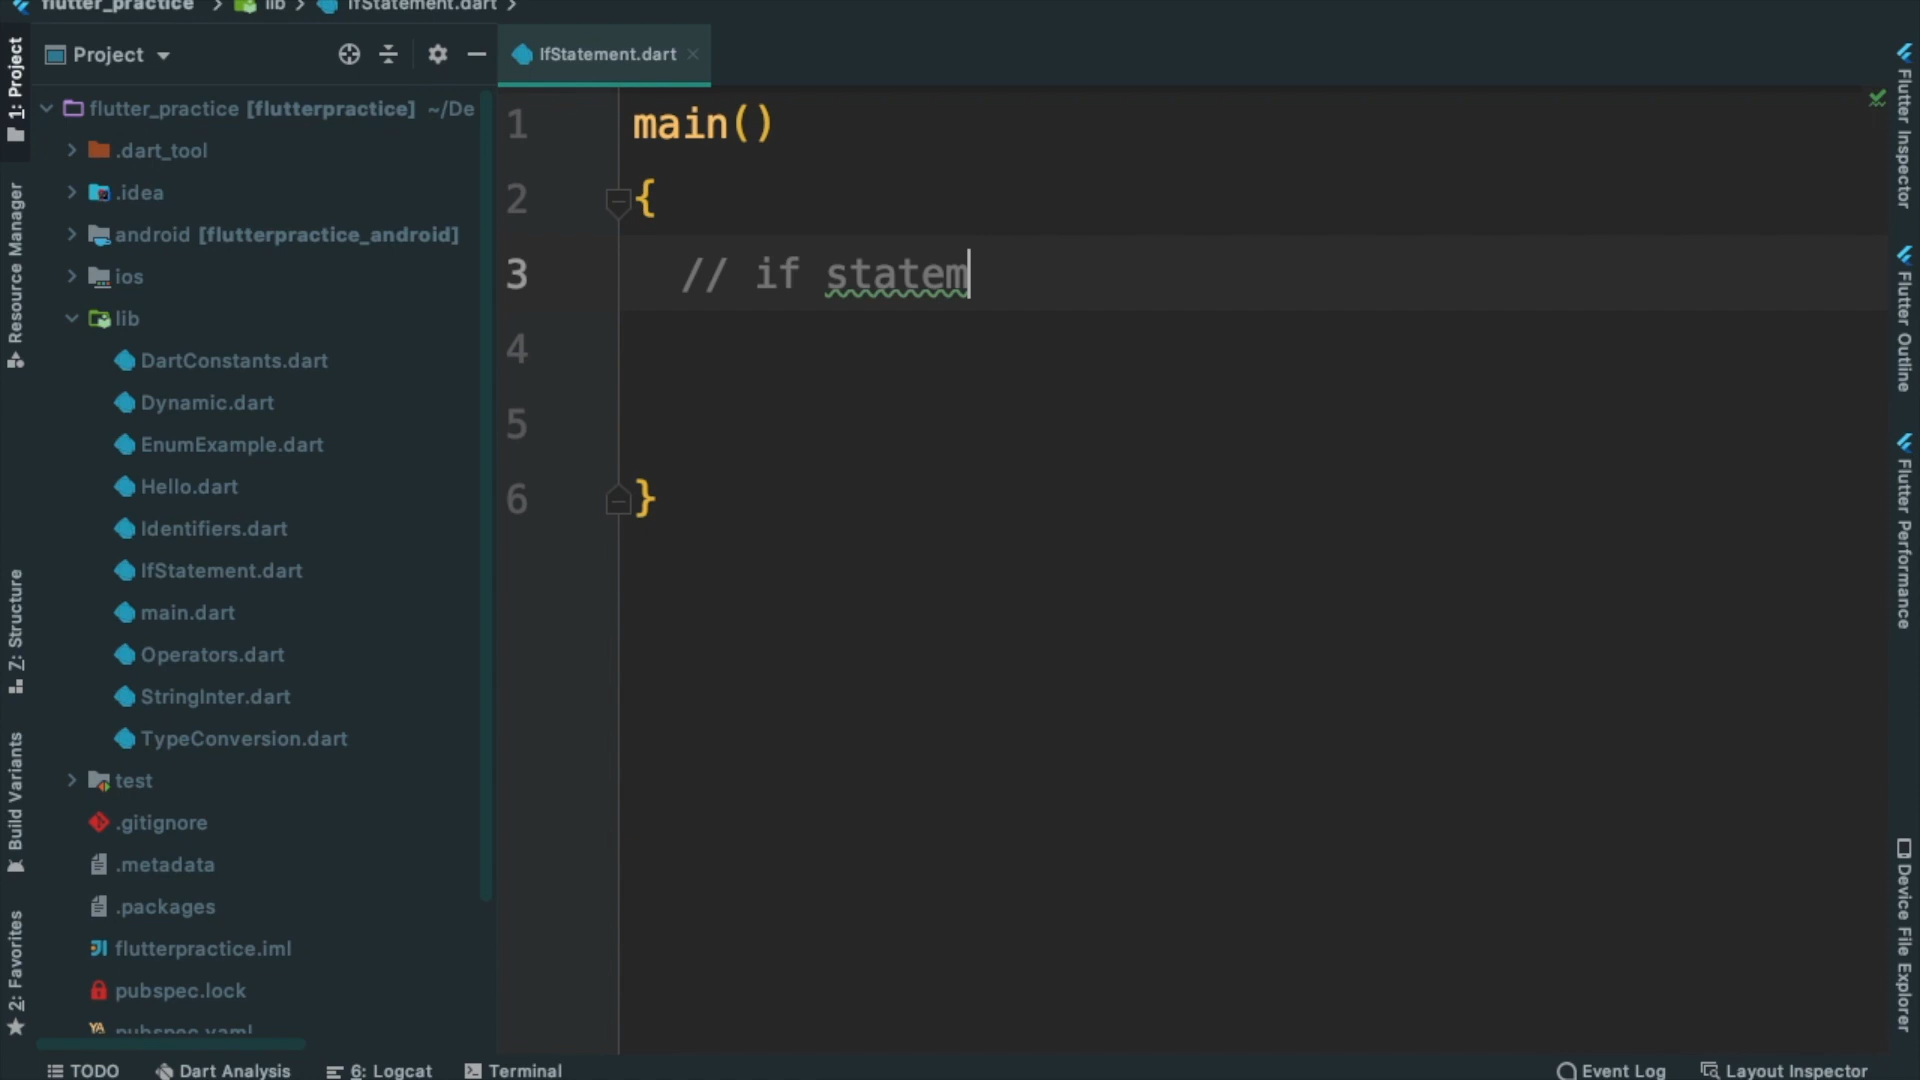 flutter_practice > lib > IfStatement.dart >
1: Project
Resource Manager
Z: Structure
Build Variants
2: Favorites
Project
flutter_practice [flutterpractice] ~/De
.dart_tool
.idea
android [flutterpractice_android]
ios
lib
DartConstants.dart
Dynamic.dart
EnumExample.dart
Hello.dart
Identifiers.dart
IfStatement.dart
main.dart
Operators.dart
StringInter.dart
TypeConversion.dart
test
.gitignore
.metadata
.packages
flutterpractice.iml
pubspec.lock
pubspec.yaml
IfStatement.dart
1 main()
2 {
3 // if statem
4
5
6 }
Flutter Inspector
Flutter Outline
Flutter Performance
Device File Explorer
TODO Dart Analysis 6: Logcat Terminal Event Log Layout Inspector